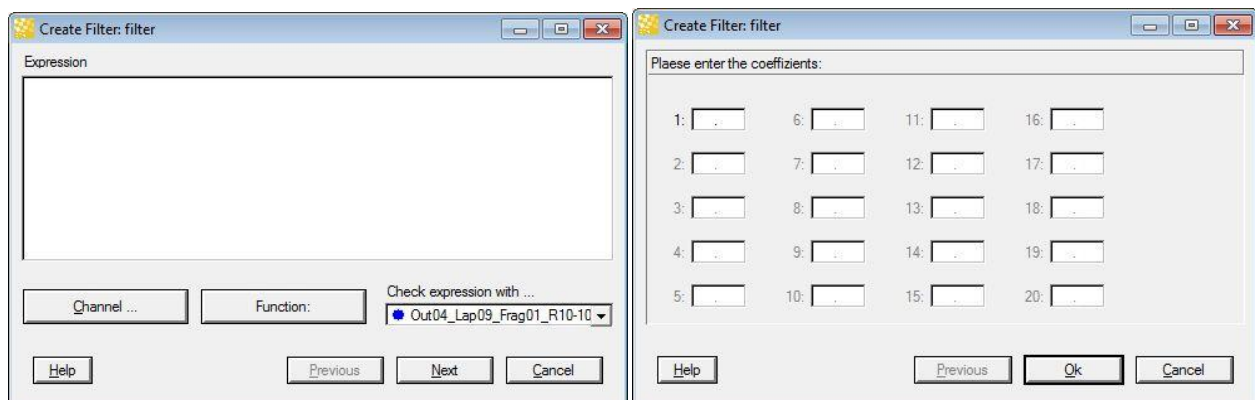 Create Filter: filter
Expression
Channel ...
Function:
Check expression with ...
Out04_Lap09_Frag01_R10-10
Help
Previous
Next
Cancel
Create Filter: filter
Plaese enter the coeffizients:
1: . 6: . 11: . 16: .
2: . 7: . 12: . 17: .
3: . 8: . 13: . 18: .
4: . 9: . 14: . 19: .
5: . 10: . 15: . 20: .
Help
Previous
Ok
Cancel